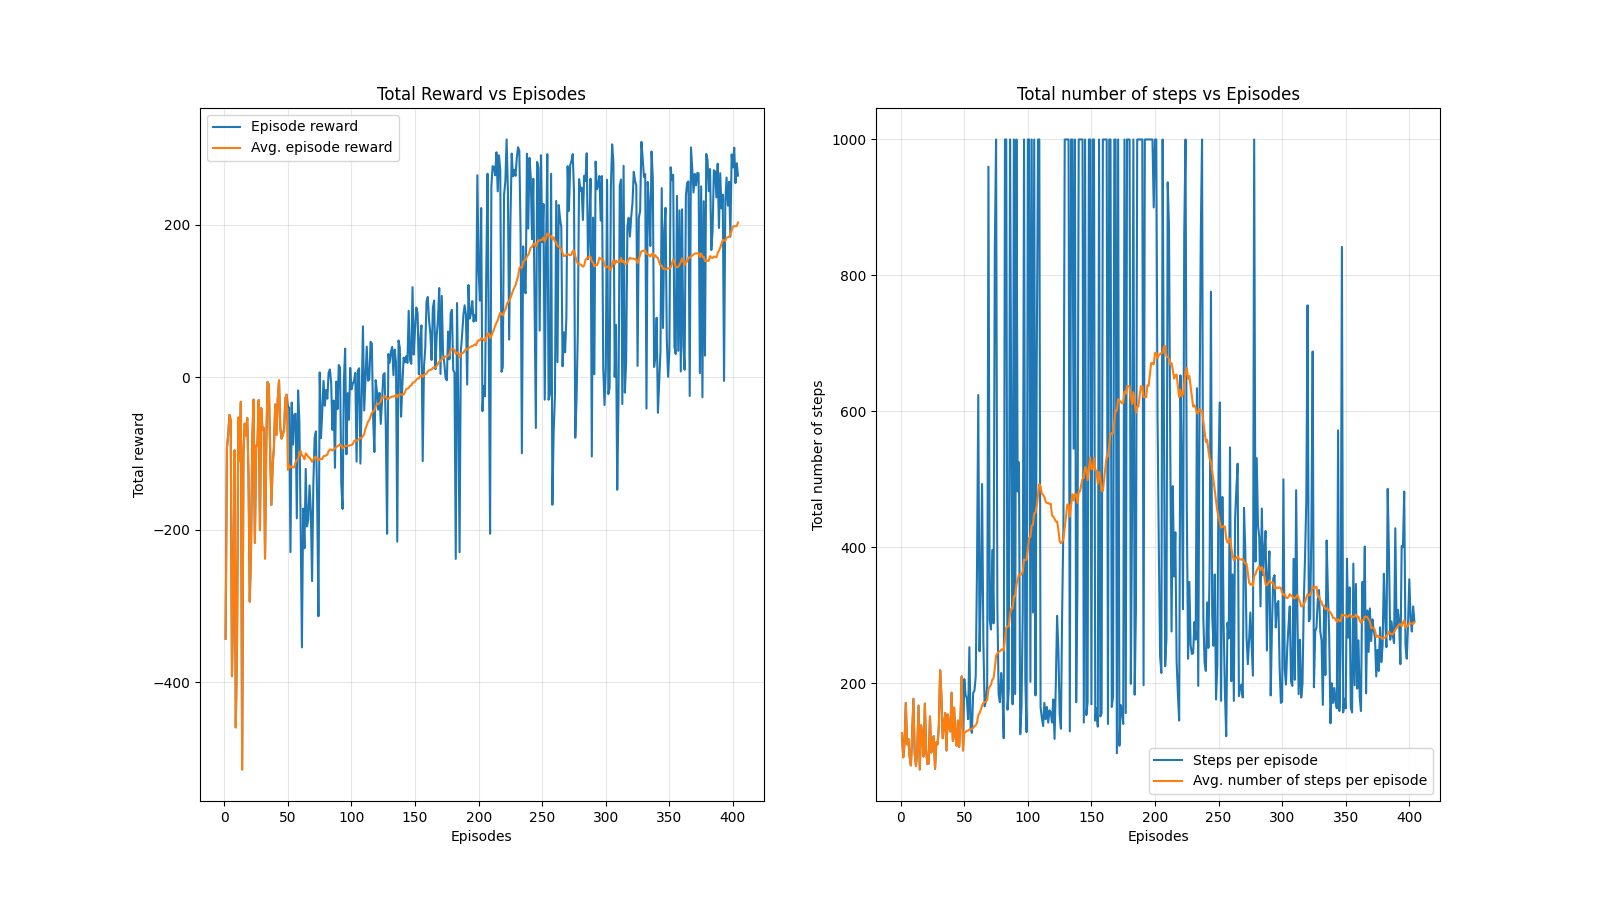 Total Reward vs Episodes
Episode reward
Avg. episode reward
200
0
−200
−400
Total reward
0 50 100 150 200 250 300 350 400
Episodes
Total number of steps vs Episodes
1000
800
600
400
200
Total number of steps
Steps per episode
Avg. number of steps per episode
0 50 100 150 200 250 300 350 400
Episodes